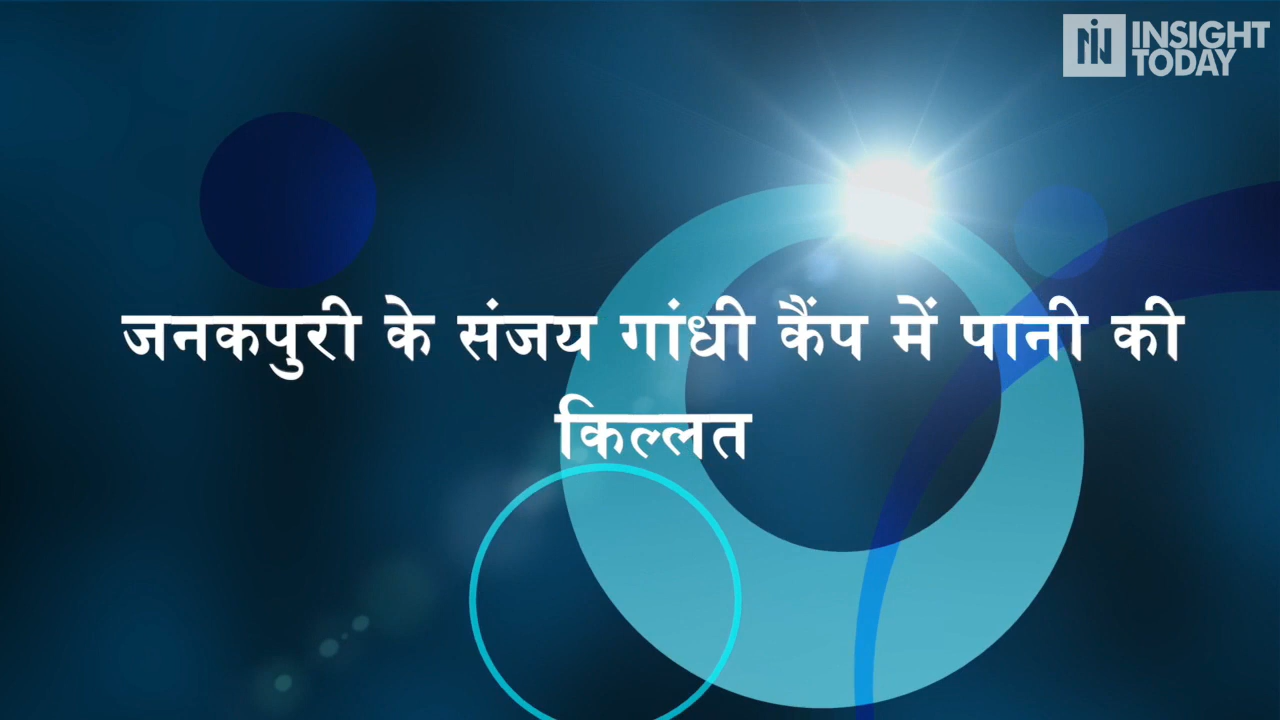 INSIGHT
TODAY
जनकपुरी के संजय गांधी कैंप में पानी की
किल्लत